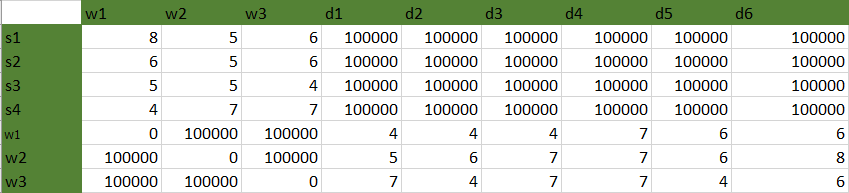 w1 w2 w3 d1 d2 d3 d4 d5 d6
s1 8 5 6 100000 100000 100000 100000 100000 100000
s2 6 5 6 100000 100000 100000 100000 100000 100000
s3 5 5 4 100000 100000 100000 100000 100000 100000
s4 4 7 7 100000 100000 100000 100000 100000 100000
w1 0 100000 100000 4 4 4 7 6 6
w2 100000 0 100000 5 6 7 7 6 8
w3 100000 100000 0 7 4 7 7 4 6